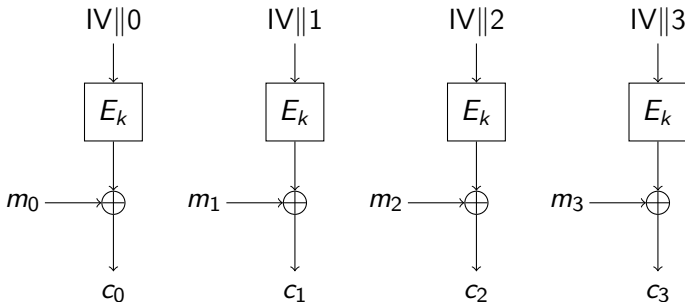 IV‖0 IV‖1 IV‖2 IV‖3
E_k E_k E_k E_k
m_0 m_1 m_2 m_3
c_0 c_1 c_2 c_3